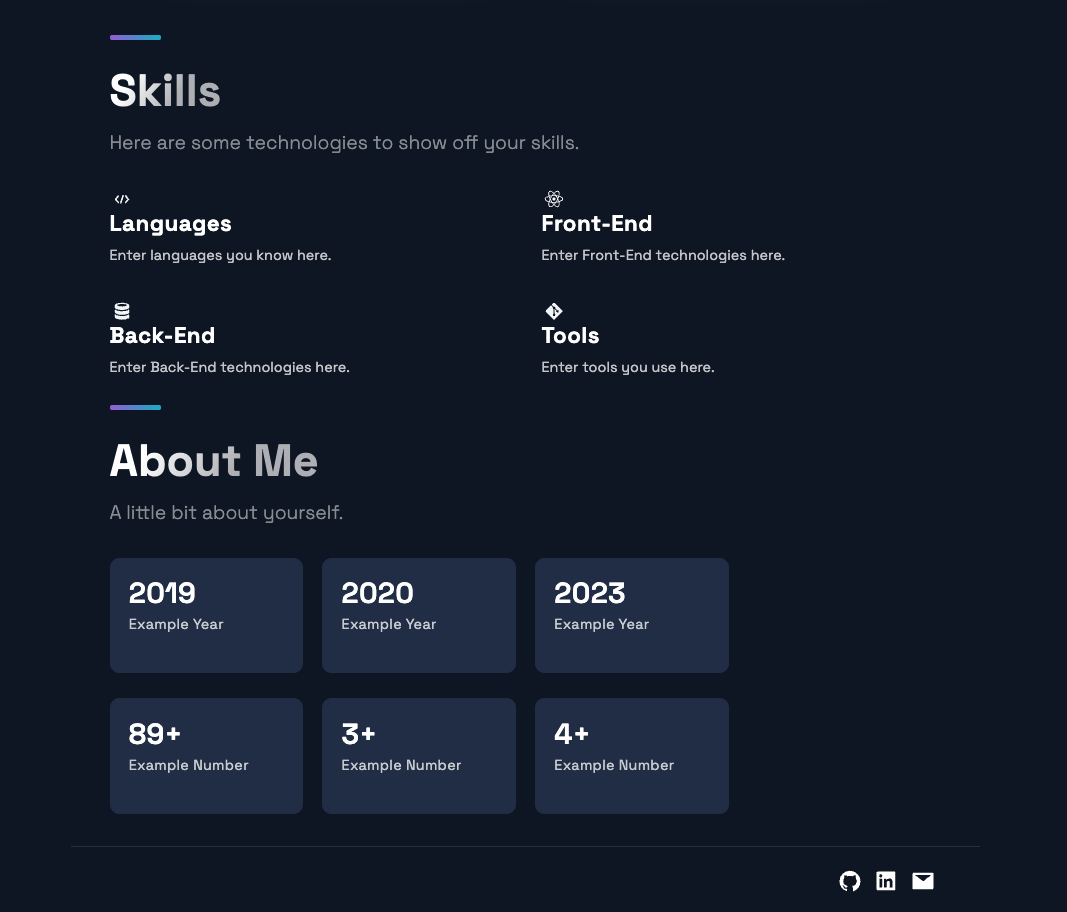 Skills
Here are some technologies to show off your skills.
Languages
Enter languages you know here.
Front-End
Enter Front-End technologies here.
Back-End
Enter Back-End technologies here.
Tools
Enter tools you use here.
About Me
A little bit about yourself.
2019
Example Year
2020
Example Year
2023
Example Year
89+
Example Number
3+
Example Number
4+
Example Number